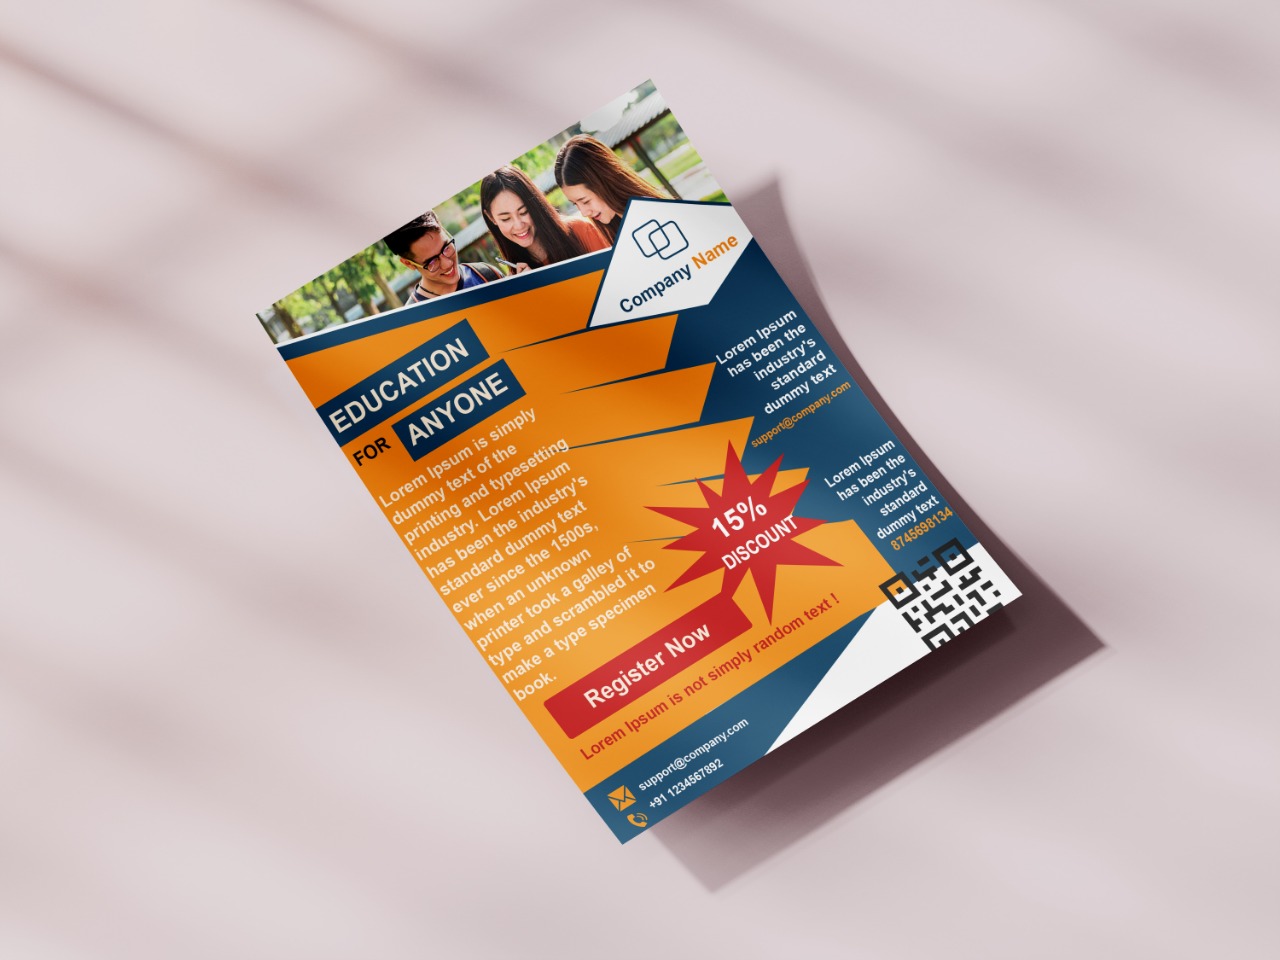 Company Name
EDUCATION
FOR ANYONE
Lorem Ipsum is simply
dummy text of the
printing and typesetting
industry. Lorem Ipsum
has been the industry's
standard dummy text
ever since the 1500s,
when an unknown
printer took a galley of
type and scrambled it to
make a type specimen
book.
Lorem Ipsum
has been the
industry's
standard
dummy text
support@company.com
Lorem Ipsum
has been the
industry's
standard
dummy text
8745698134
15%
DISCOUNT
Register Now
Lorem Ipsum is not simply random text !
support@company.com
+91 1234567892